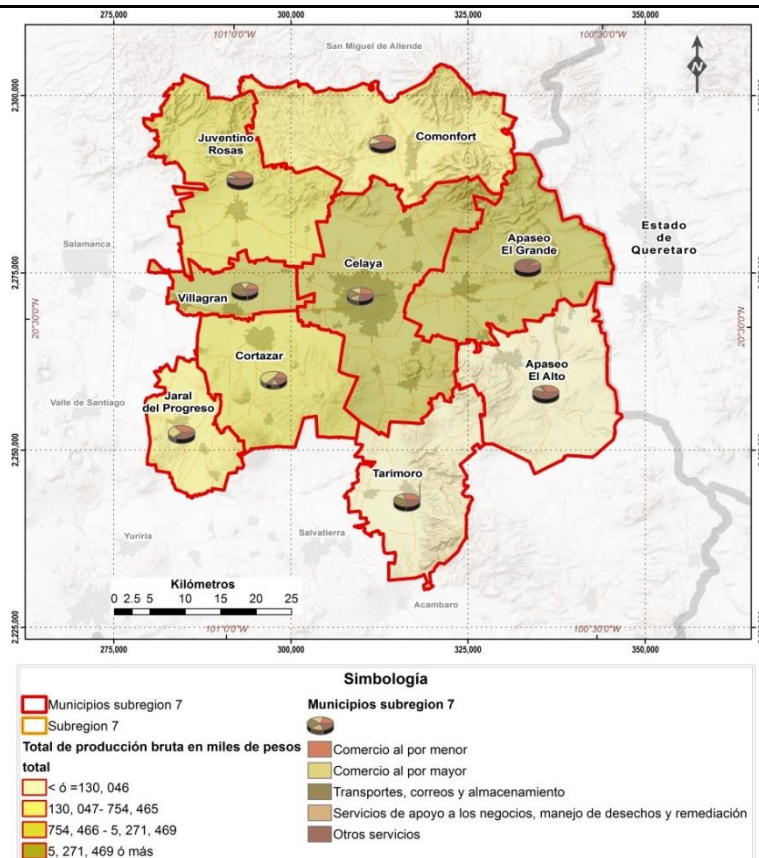 275,000 300,000 325,000 350,000
101°0'0"W 100°30'0"W
San Miguel de Allende
N
2,300,000
Juventino
Rosas
Comonfort
Estado
de
Queretaro
Salamanca
Apaseo
El Grande
Celaya
2,275,000
Villagran
20°30'0"N 20°30'0"N
Cortazar
Apaseo
El Alto
Jaral
del Progreso
Valle de Santiago
2,250,000
Tarimoro
Yuriria
Salvatierra
Kilómetros
0 2.5 5 10 15 20 25
Acambaro
2,225,000
101°0'0"W 100°30'0"W
275,000 300,000 325,000 350,000
Simbología
Municipios subregion 7
Subregion 7
Total de producción bruta en miles de pesos
total
< ó =130, 046
130, 047- 754, 465
754, 466 - 5, 271, 469
5, 271, 469 ó más
Municipios subregion 7
Comercio al por menor
Comercio al por mayor
Transportes, correos y almacenamiento
Servicios de apoyo a los negocios, manejo de desechos y remediación
Otros servicios